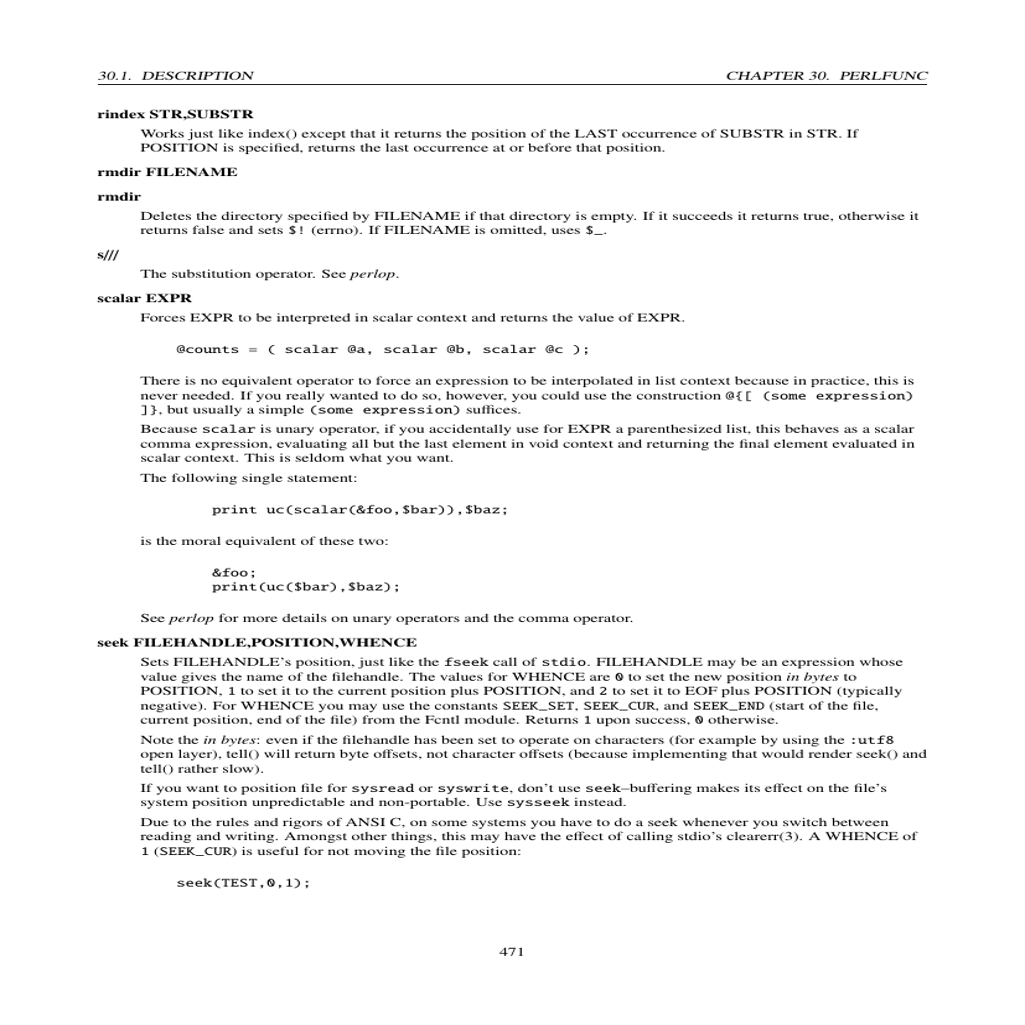 30.1. DESCRIPTION CHAPTER 30. PERLFUNC
rindex STR,SUBSTR
Works just like index() except that it returns the position of the LAST occurrence of SUBSTR in STR. If
POSITION is specified, returns the last occurrence at or before that position.
rmdir FILENAME
rmdir
Deletes the directory specified by FILENAME if that directory is empty. If it succeeds it returns true, otherwise it
returns false and sets $! (errno). If FILENAME is omitted, uses $_.
s///
The substitution operator. See perlop.
scalar EXPR
Forces EXPR to be interpreted in scalar context and returns the value of EXPR.
@counts = ( scalar @a, scalar @b, scalar @c );
There is no equivalent operator to force an expression to be interpolated in list context because in practice, this is
never needed. If you really wanted to do so, however, you could use the construction @{[ (some expression)
]}, but usually a simple (some expression) suffices.
Because scalar is unary operator, if you accidentally use for EXPR a parenthesized list, this behaves as a scalar
comma expression, evaluating all but the last element in void context and returning the final element evaluated in
scalar context. This is seldom what you want.
The following single statement:
print uc(scalar(&foo,$bar)),$baz;
is the moral equivalent of these two:
&foo;
print(uc($bar),$baz);
See perlop for more details on unary operators and the comma operator.
seek FILEHANDLE,POSITION,WHENCE
Sets FILEHANDLE's position, just like the fseek call of stdio. FILEHANDLE may be an expression whose
value gives the name of the filehandle. The values for WHENCE are 0 to set the new position in bytes to
POSITION, 1 to set it to the current position plus POSITION, and 2 to set it to EOF plus POSITION (typically
negative). For WHENCE you may use the constants SEEK_SET, SEEK_CUR, and SEEK_END (start of the file,
current position, end of the file) from the Fcntl module. Returns 1 upon success, 0 otherwise.
Note the in bytes: even if the filehandle has been set to operate on characters (for example by using the :utf8
open layer), tell() will return byte offsets, not character offsets (because implementing that would render seek() and
tell() rather slow).
If you want to position file for sysread or syswrite, don't use seek–buffering makes its effect on the file's
system position unpredictable and non-portable. Use sysseek instead.
Due to the rules and rigors of ANSI C, on some systems you have to do a seek whenever you switch between
reading and writing. Amongst other things, this may have the effect of calling stdio's clearerr(3). A WHENCE of
1 (SEEK_CUR) is useful for not moving the file position:
seek(TEST,0,1);
471